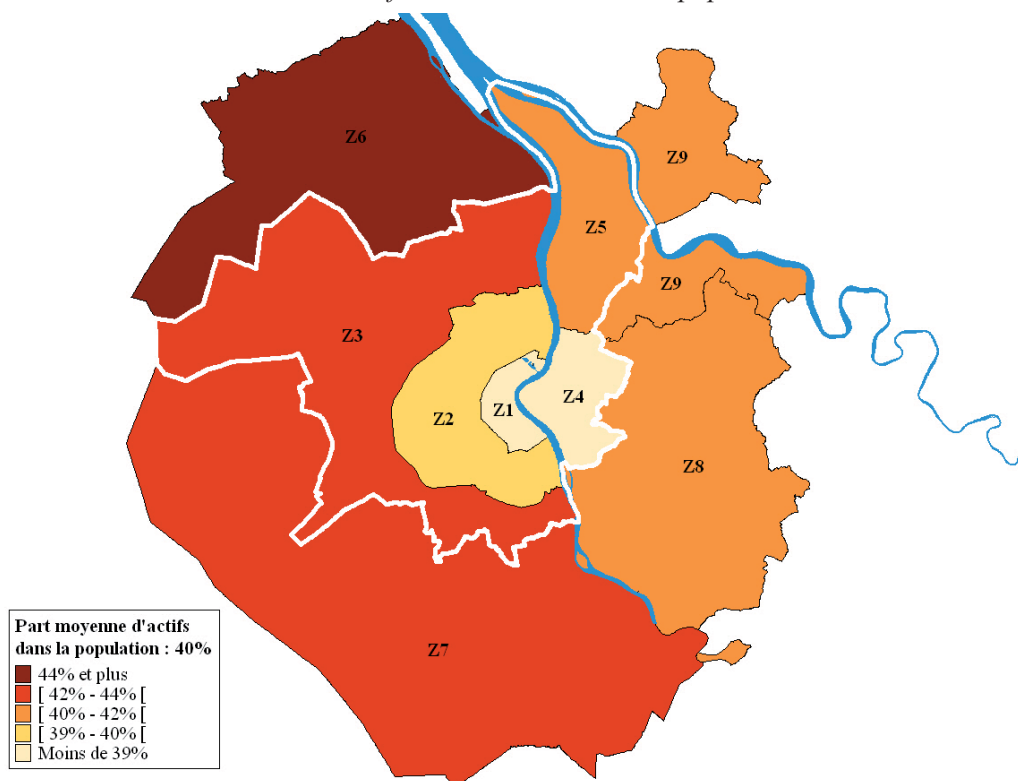 Z6
Z9
Z5
Z9
Z3
Z1
Z4
Z2
Z8
Z7
Part moyenne d'actifs
dans la population : 40%
44% et plus
[ 42% - 44% [
[ 40% - 42% [
[ 39% - 40% [
Moins de 39%